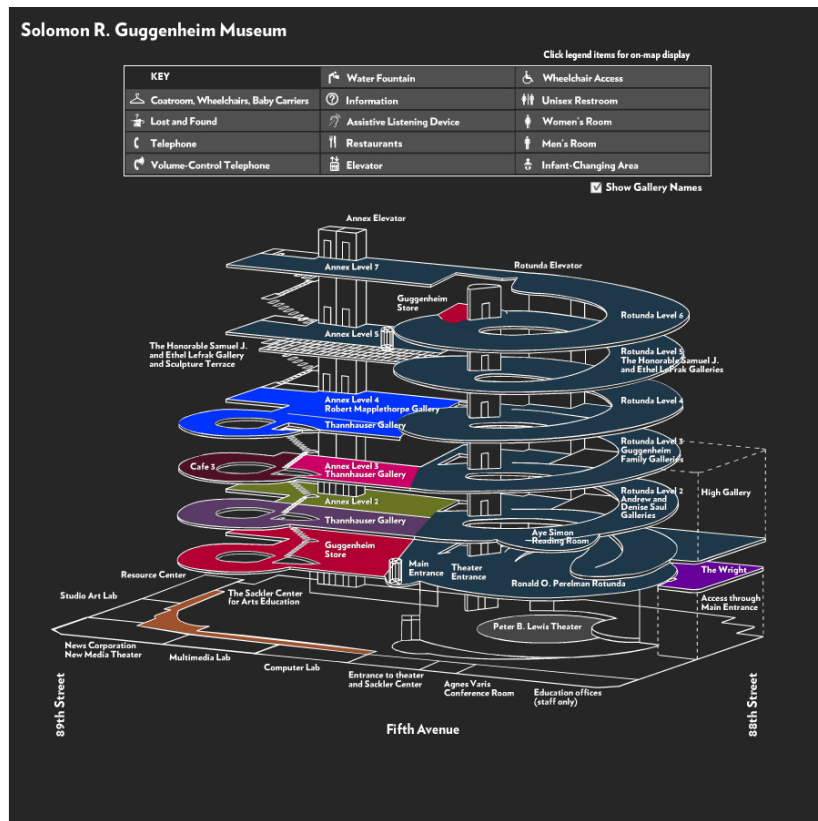 Solomon R. Guggenheim Museum
Click legend items for on-map display
KEY
Water Fountain
Wheelchair Access
Coatroom, Wheelchairs, Baby Carriers
Information
Unisex Restroom
Lost and Found
Assistive Listening Device
Women's Room
Telephone
Restaurants
Men's Room
Volume-Control Telephone
Elevator
Infant-Changing Area
Show Gallery Names
Annex Elevator
Annex Level 7
Rotunda Elevator
Guggenheim
Store
Rotunda Level 6
Annex Level 5
The Honorable Samuel J.
and Ethel Lefrak Gallery
and Sculpture Terrace
Rotunda Level 5
The Honorable Samuel J.
and Ethel LeFrak Galleries
Annex Level 4
Robert Mapplethorpe Gallery
Rotunda Level 4
Thannhauser Gallery
Rotunda Level 3
Guggenheim
Family Galleries
Cafe 3
Annex Level 3
Thannhauser Gallery
Rotunda Level 2
Andrew and
Denise Saul
Galleries
High Gallery
Annex Level 2
Thannhauser Gallery
Aye Simon
Reading Room
Guggenheim
Store
Main
Entrance
Theater
Entrance
Ronald O. Perelman Rotunda
The Wright
Resource Center
Studio Art Lab
The Sackler Center
for Arts Education
Access through
Main Entrance
Peter B. Lewis Theater
News Corporation
New Media Theater
Multimedia Lab
Computer Lab
Entrance to theater
and Sackler Center
Agnes Varis
Conference Room
Education offices
(staff only)
89th Street
Fifth Avenue
88th Street